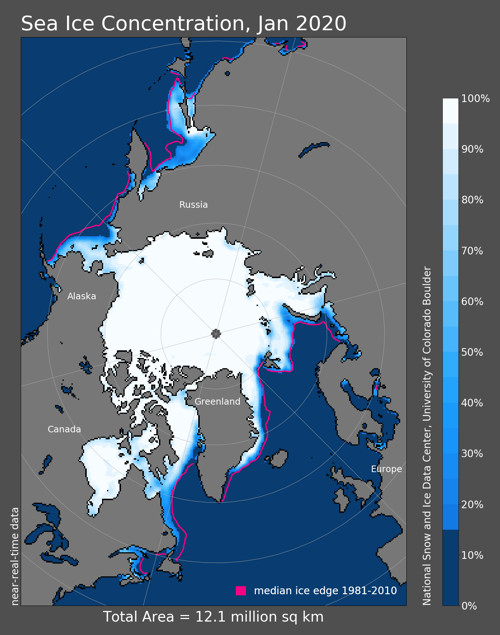 Sea Ice Concentration, Jan 2020
Russia
Alaska
Canada
Greenland
Europe
near-real-time data
median ice edge 1981-2010
Total Area = 12.1 million sq km
National Snow and Ice Data Center, University of Colorado Boulder
100%
90%
80%
70%
60%
50%
40%
30%
20%
10%
0%